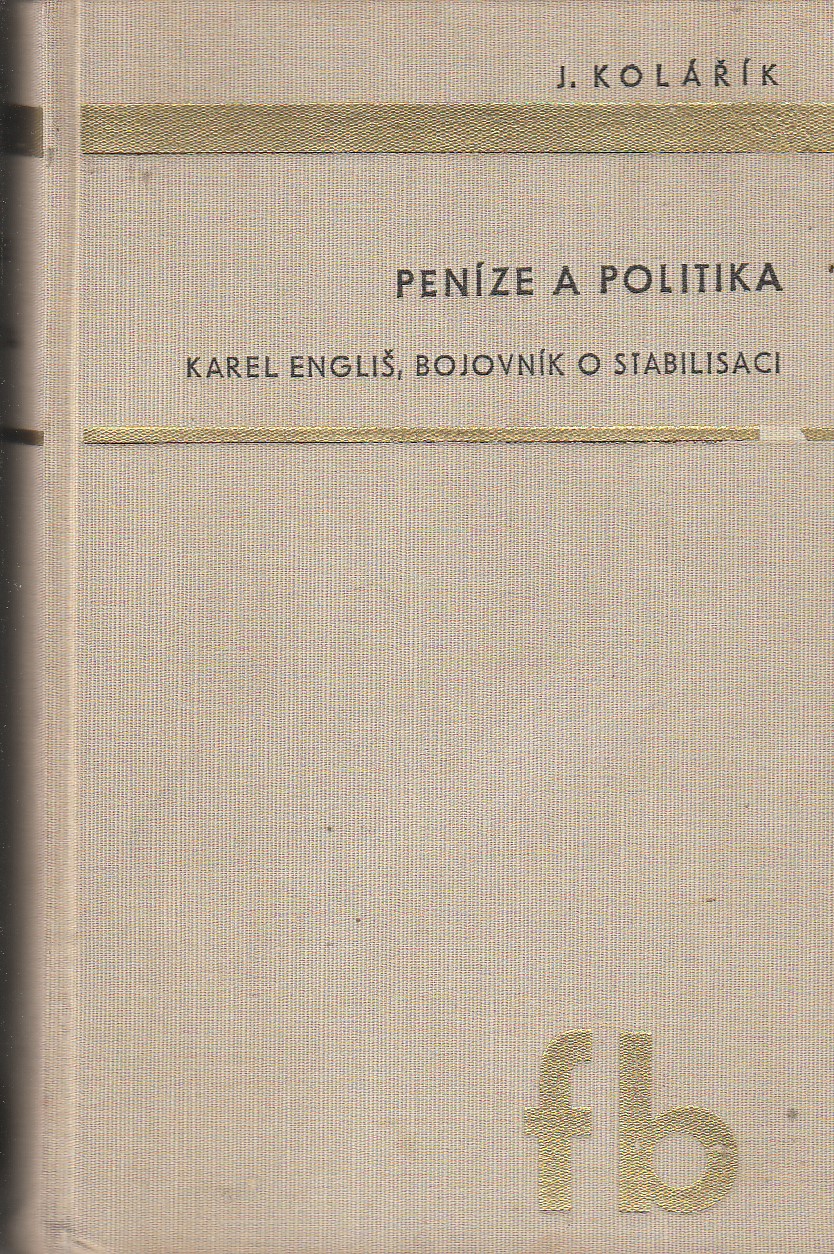 J. KOLÁŘÍK
PENÍZE A POLITIKA
KAREL ENGLIŠ, BOJOVNÍK O STABILISACI
fb